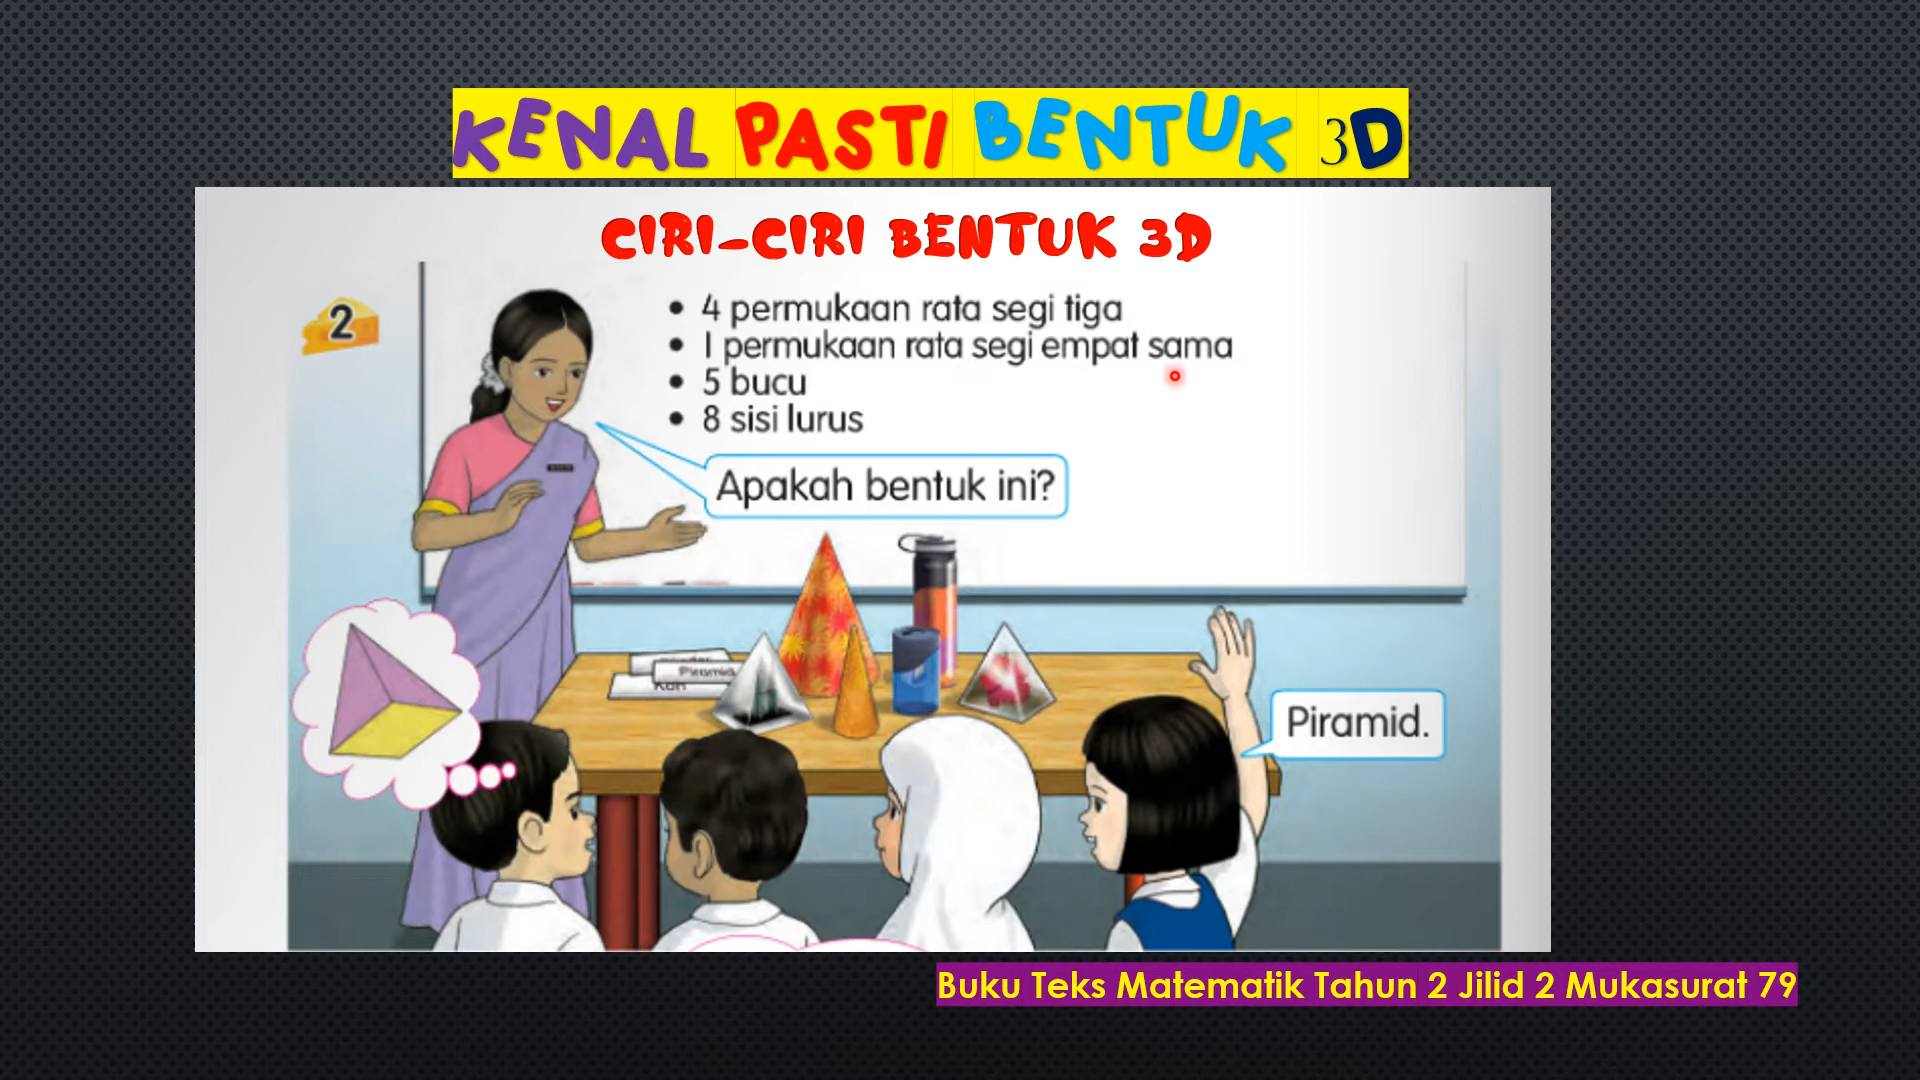 KENAL PASTI BENTUK 3D
CIRI-CIRI BENTUK 3D
2
• 4 permukaan rata segi tiga
• 1 permukaan rata segi empat sama
• 5 bucu
• 8 sisi lurus
Apakah bentuk ini?
Piramid
Piramid.
Buku Teks Matematik Tahun 2 Jilid 2 Mukasurat 79